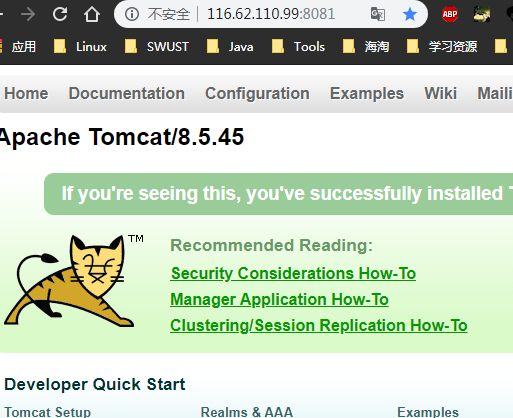 不安全 | 116.62.110.99:8081
ABP
应用 Linux SWUST Java Tools 海淘 学习资源
Home Documentation Configuration Examples Wiki Maili
Apache Tomcat/8.5.45
If you're seeing this, you've successfully installed T
TM
Recommended Reading:
Security Considerations How-To
Manager Application How-To
Clustering/Session Replication How-To
Developer Quick Start
Tomcat Setup Realms & AAA Examples